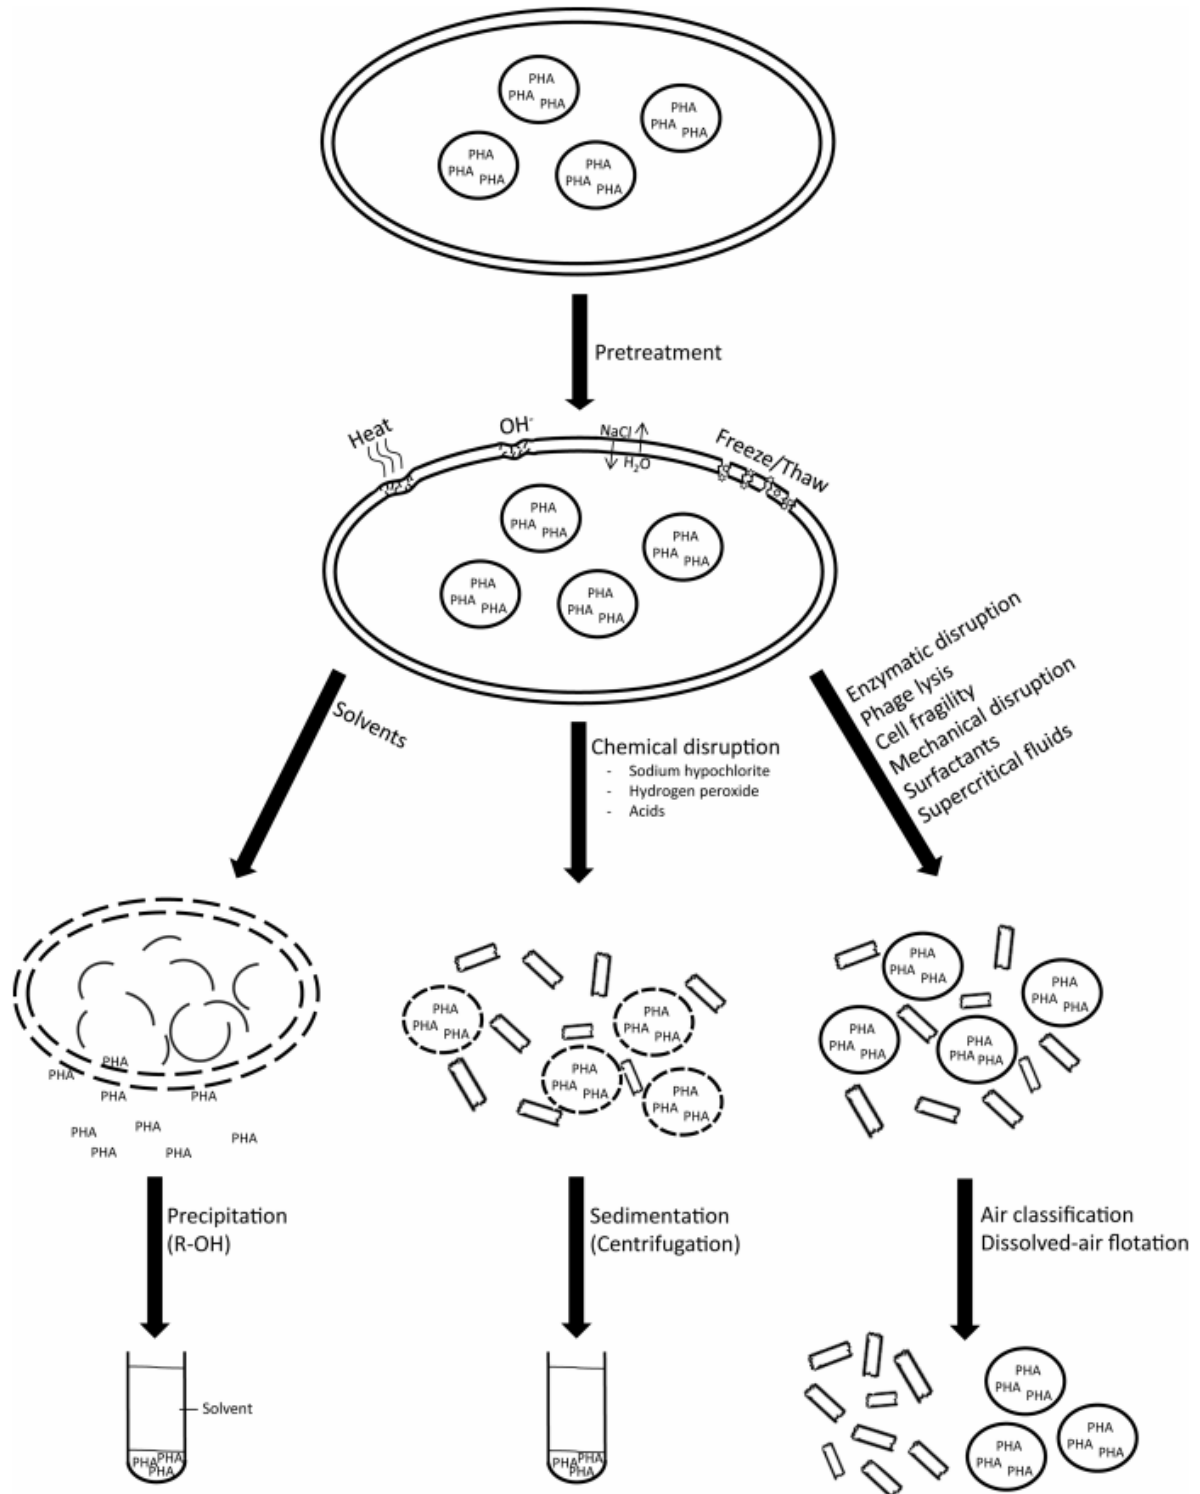 PHA
PHA PHA
PHA
PHA PHA
PHA
PHA PHA
PHA
PHA PHA
Pretreatment
Heat
OH-
NaCl
H2O
Freeze/Thaw
PHA
PHA PHA
PHA
PHA PHA
PHA
PHA PHA
PHA
PHA PHA
Solvents
Chemical disruption
- Sodium hypochlorite
- Hydrogen peroxide
- Acids
Enzymatic disruption
Phage lysis
Cell fragility
Mechanical disruption
Surfactants
Supercritical fluids
PHA
PHA
PHA
PHA
PHA
PHA
PHA
PHA
PHA
PHA
PHA PHA
PHA
PHA PHA
PHA
PHA PHA
PHA
PHA PHA
PHA
PHA PHA
PHA
PHA PHA
PHA
PHA PHA
PHA
PHA PHA
Precipitation
(R-OH)
Sedimentation
(Centrifugation)
Air classification
Dissolved-air flotation
Solvent
PHA PHA
PHA
PHA PHA
PHA
PHA
PHA PHA
PHA
PHA PHA
PHA
PHA PHA